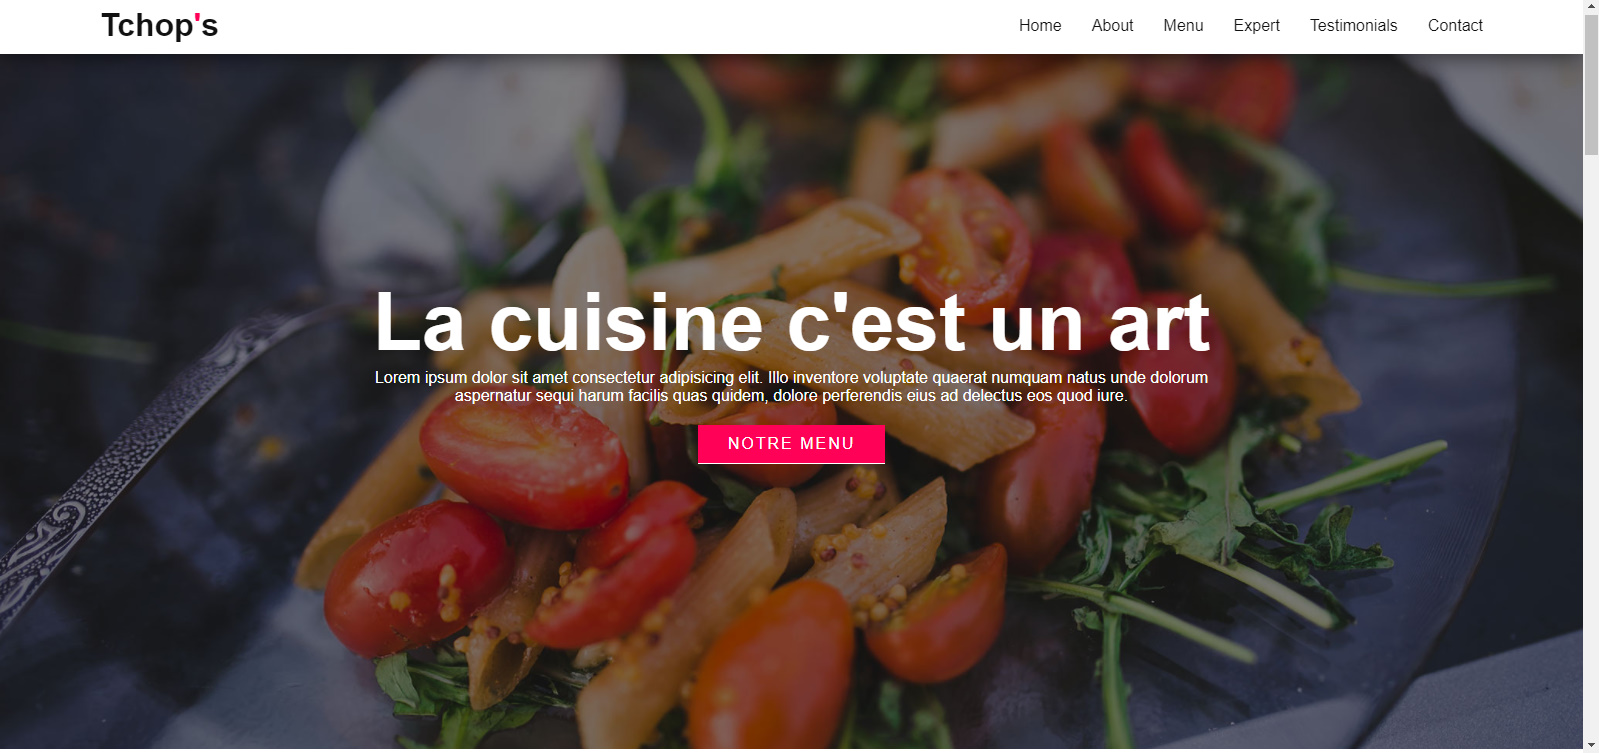 Tchop's
Home About Menu Expert Testimonials Contact
La cuisine c'est un art
Lorem ipsum dolor sit amet consectetur adipisicing elit. Illo inventore voluptate quaerat numquam natus unde dolorum
aspernatur sequi harum facilis quas quidem, dolore perferendis eius ad delectus eos quod iure.
NOTRE MENU